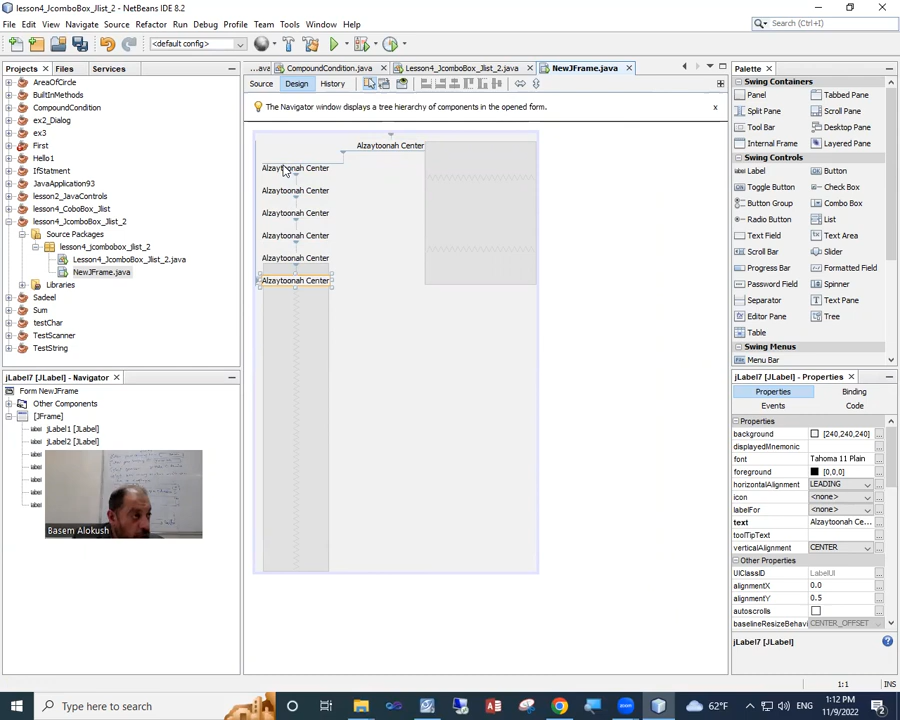 lesson4_JcomboBox_Jlist_2 - NetBeans IDE 8.2
File Edit View Navigate Source Refactor Run Debug Profile Team Tools Window Help
<default config>
Search (Ctrl+I)
Projects Files Services
...ava CompoundCondition.java Lesson4_JcomboBox_Jlist_2.java NewJFrame.java
Source Design History
The Navigator window displays a tree hierarchy of components in the opened form.
AreaOfCircle
BuiltInMethods
CompoundCondition
ex2_Dialog
ex3
First
Hello1
IfStatment
JavaApplication93
lesson2_JavaControls
lesson4_CoboBox_Jlist
lesson4_JcomboBox_Jlist_2
Source Packages
lesson4_jcombobox_jlist_2
Lesson4_JcomboBox_Jlist_2.java
NewJFrame.java
Libraries
Sadeel
Sum
testChar
TestScanner
TestString
Alzaytoonah Center
Alzaytoonah Center
Alzaytoonah Center
Alzaytoonah Center
Alzaytoonah Center
Alzaytoonah Center
Alzaytoonah Center
Palette
Swing Containers
Panel Tabbed Pane
Split Pane Scroll Pane
Tool Bar Desktop Pane
Internal Frame Layered Pane
Swing Controls
Label Button
Toggle Button Check Box
Button Group Combo Box
Radio Button List
Text Field Text Area
Scroll Bar Slider
Progress Bar Formatted Field
Password Field Spinner
Separator Text Pane
Editor Pane Tree
Table
Swing Menus
Menu Bar
jLabel7 [JLabel] - Navigator
Form NewJFrame
Other Components
[JFrame]
label jLabel1 [JLabel]
label jLabel2 [JLabel]
label
label
label
label
Basem Alokush
jLabel7 [JLabel] - Properties
Properties Binding
Events Code
Properties
background [240,240,240]
displayedMnemonic
font Tahoma 11 Plain
foreground [0,0,0]
horizontalAlignment LEADING
icon <none>
labelFor <none>
text Alzaytoonah Ce...
toolTipText
verticalAlignment CENTER
Other Properties
UIClassID LabelUI
alignmentX 0.0
alignmentY 0.5
autoscrolls
baselineResizeBehavi CENTER_OFFSET
jLabel7 [JLabel]
1:1 INS
Type here to search
62°F
1:12 PM
11/9/2022
2